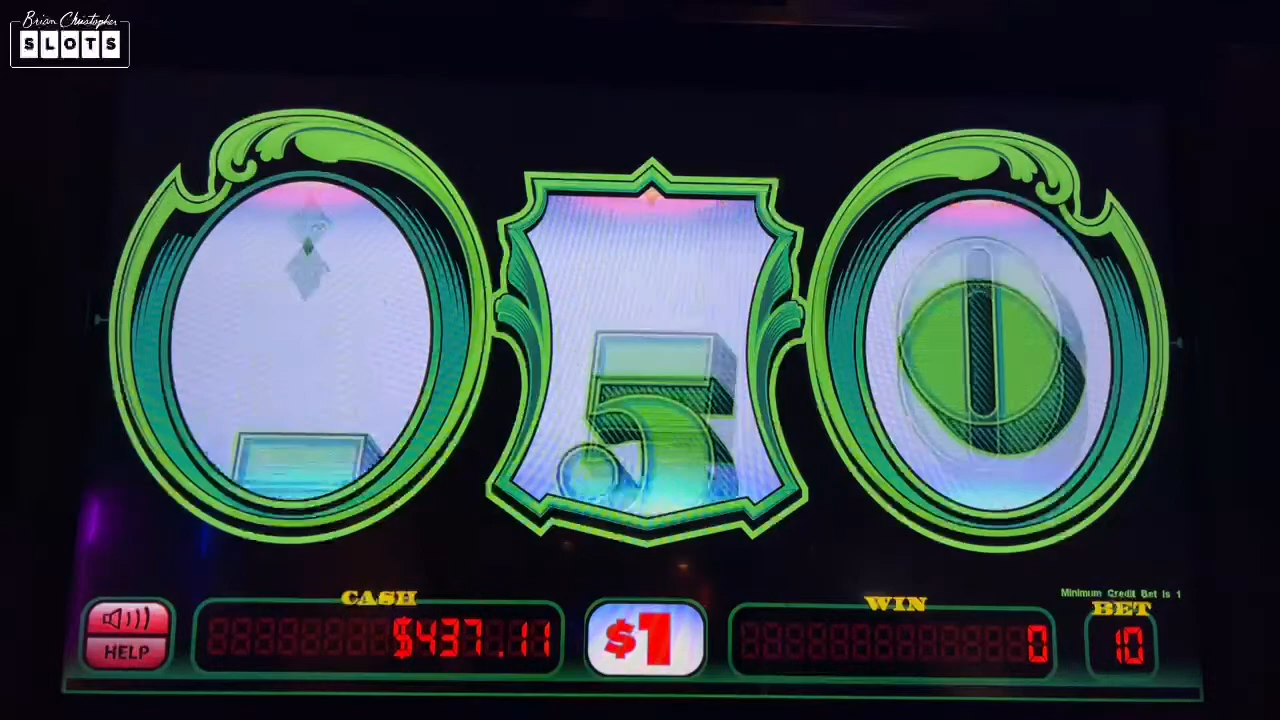 Brian Christopher
SLOTS
5
0
Minimum Credit Bet is 1
CASH
WIN
BET
HELP
$437.11
$1
0
10